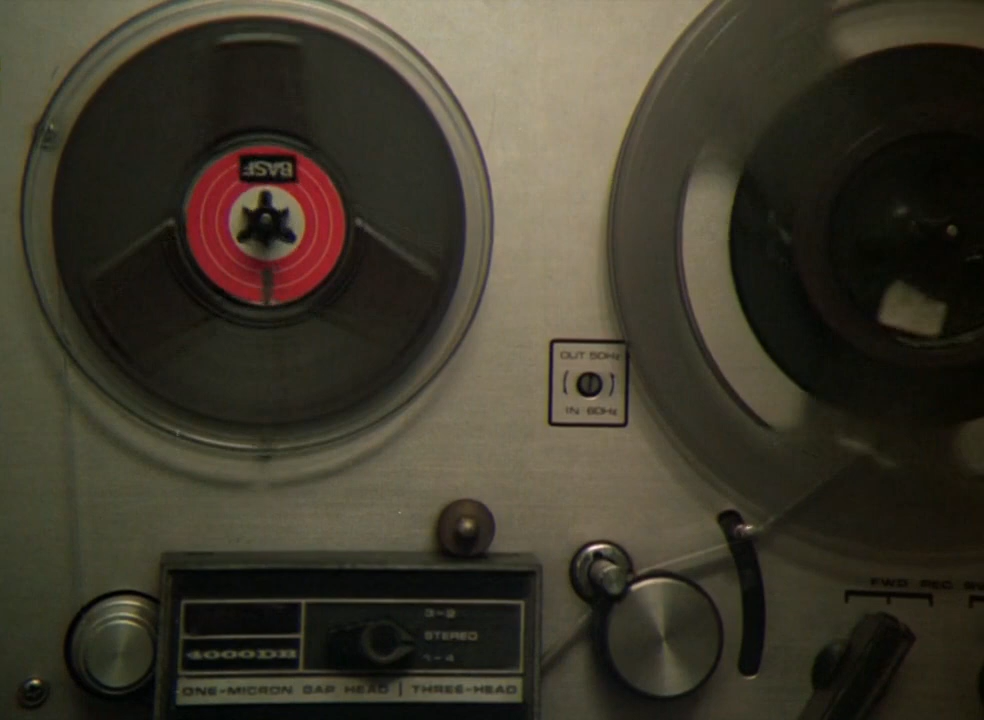 BASF
OUT 50Hz
IN 60Hz
FWD REC
3-2
STEREO
1-4
4000DB
ONE-MICRON GAP HEAD | THREE-HEAD